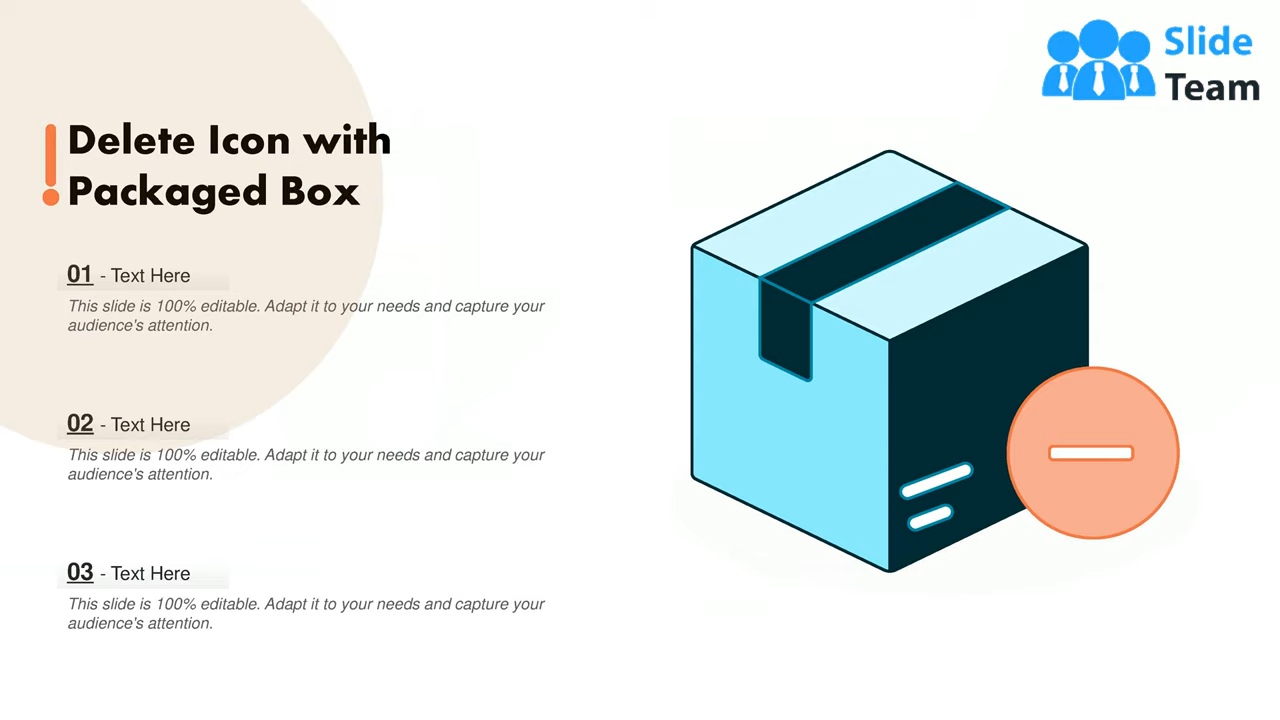 Slide
Team
Delete Icon with
Packaged Box
01 - Text Here
This slide is 100% editable. Adapt it to your needs and capture your
audience's attention.
02 - Text Here
This slide is 100% editable. Adapt it to your needs and capture your
audience's attention.
03 - Text Here
This slide is 100% editable. Adapt it to your needs and capture your
audience's attention.